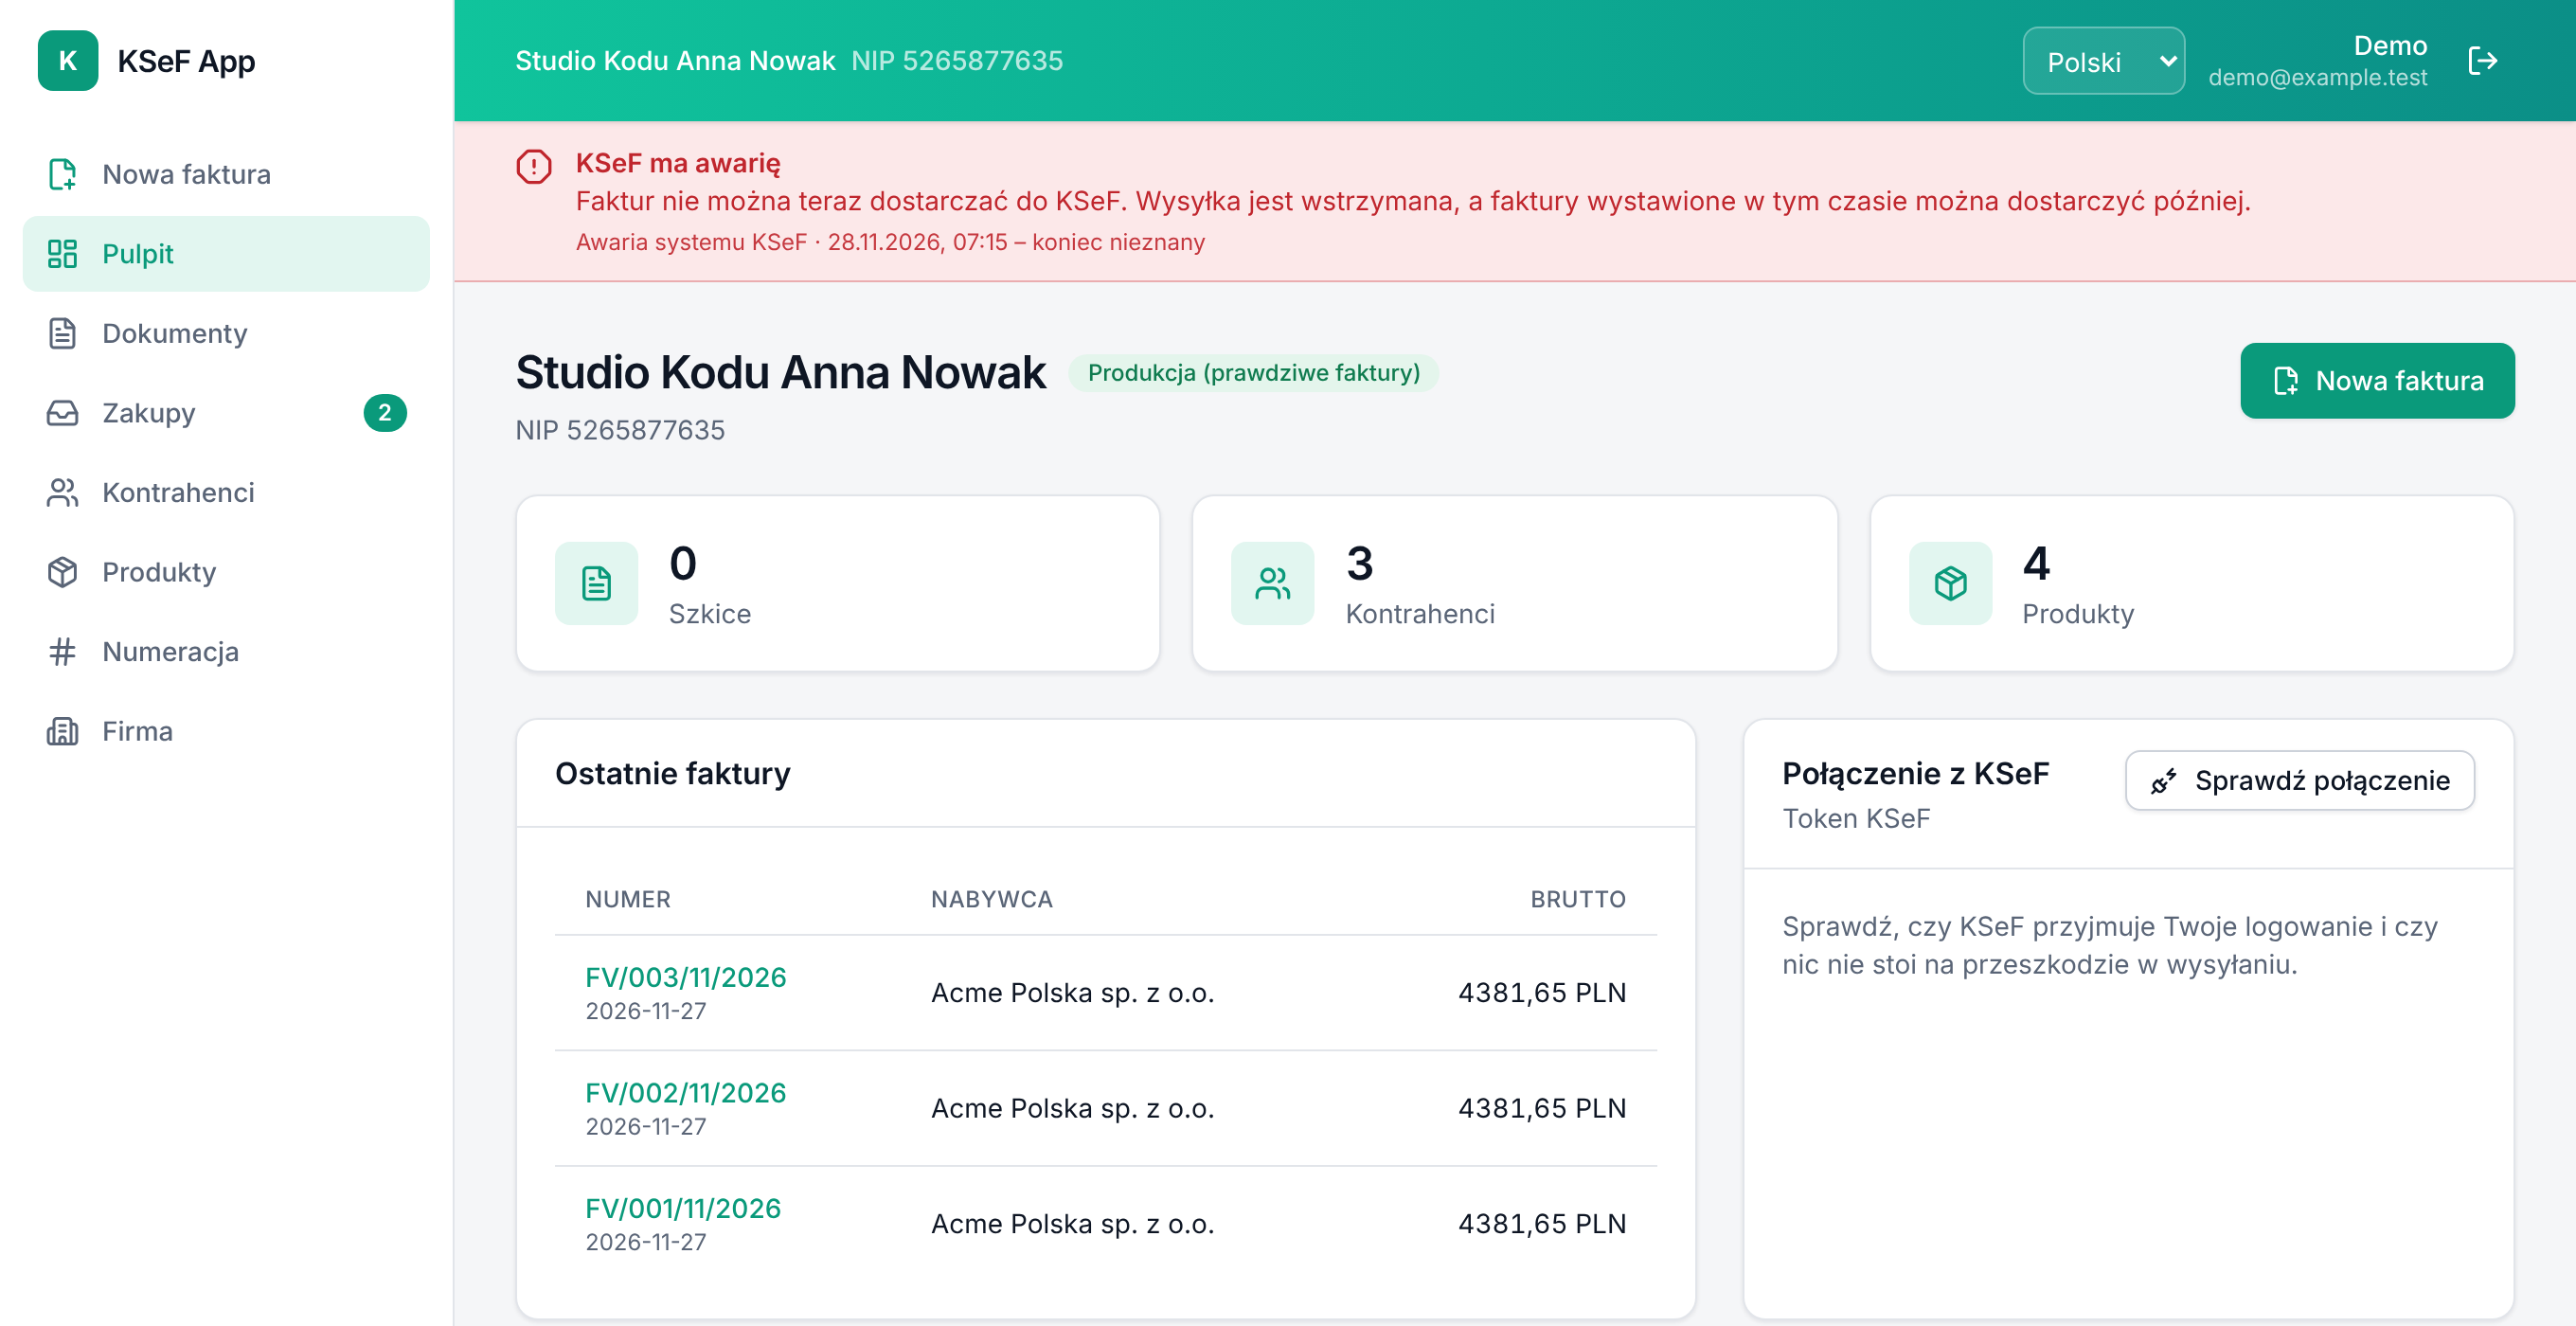 K KSeF App
Nowa faktura
Pulpit
Dokumenty
Zakupy 2
Kontrahenci
Produkty
Numeracja
Firma
Studio Kodu Anna Nowak NIP 5265877635
Polski
Demo
demo@example.test
KSeF ma awarię
Faktur nie można teraz dostarczać do KSeF. Wysyłka jest wstrzymana, a faktury wystawione w tym czasie można dostarczyć później.
Awaria systemu KSeF · 28.11.2026, 07:15 – koniec nieznany
Studio Kodu Anna Nowak Produkcja (prawdziwe faktury)
NIP 5265877635
Nowa faktura
0
Szkice
3
Kontrahenci
4
Produkty
Ostatnie faktury
NUMER NABYWCA BRUTTO
FV/003/11/2026 Acme Polska sp. z o.o. 4381,65 PLN
2026-11-27
FV/002/11/2026 Acme Polska sp. z o.o. 4381,65 PLN
2026-11-27
FV/001/11/2026 Acme Polska sp. z o.o. 4381,65 PLN
2026-11-27
Połączenie z KSeF
Token KSeF
Sprawdź połączenie
Sprawdź, czy KSeF przyjmuje Twoje logowanie i czy
nic nie stoi na przeszkodzie w wysyłaniu.